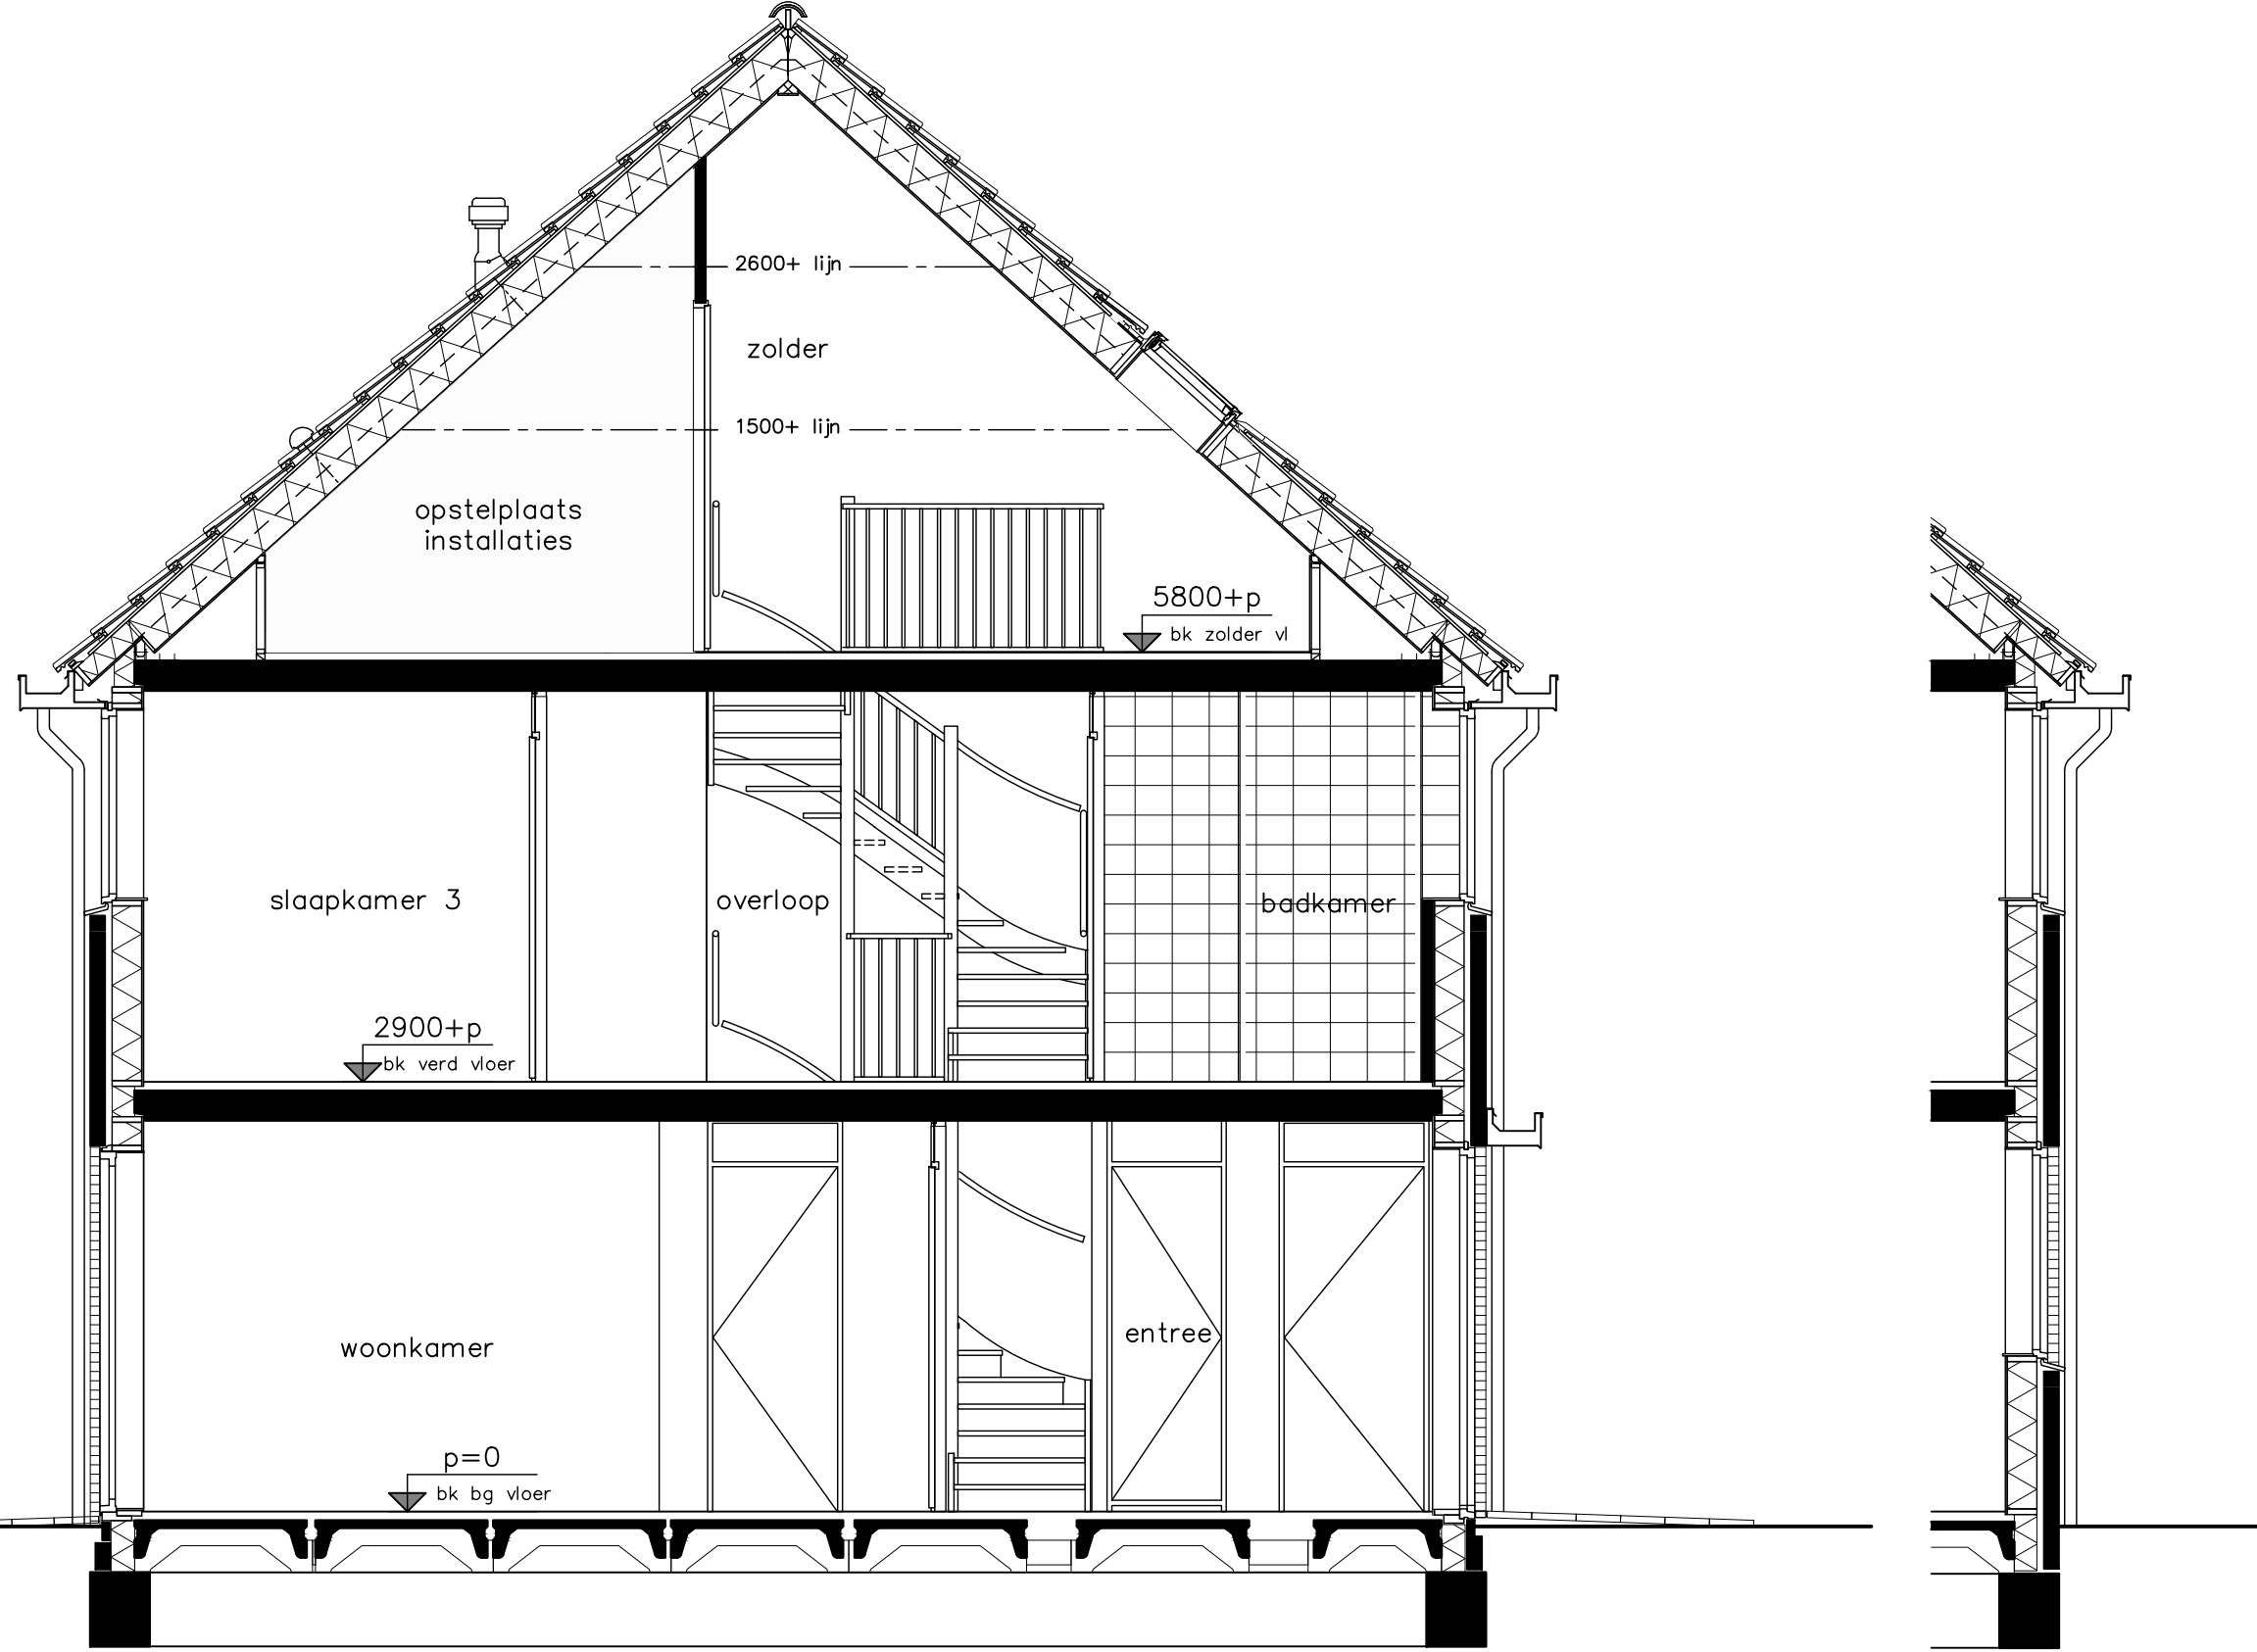 2600+ lijn
zolder
1500+ lijn
opstelplaats
installaties
5800+p
bk zolder vl
slaapkamer 3
overloop
badkamer
2900+p
bk verd vloer
woonkamer
entree
p=0
bk bg vloer